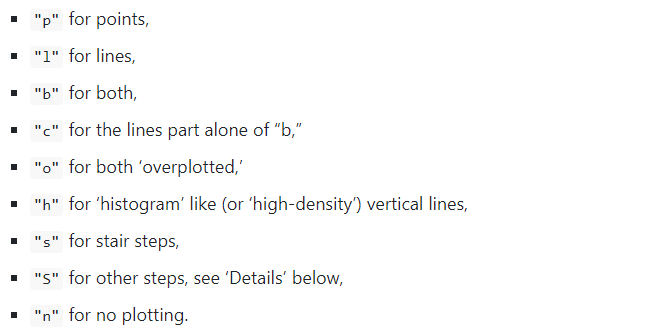 ▪ "p" for points,
▪ "l" for lines,
▪ "b" for both,
▪ "c" for the lines part alone of “b,”
▪ "o" for both ‘overplotted,’
▪ "h" for ‘histogram’ like (or ‘high-density’) vertical lines,
▪ "s" for stair steps,
▪ "S" for other steps, see ‘Details’ below,
▪ "n" for no plotting.